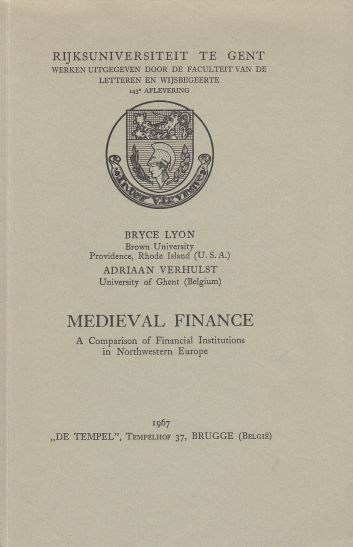 RIJKSUNIVERSITEIT TE GENT
WERKEN UITGEGEVEN DOOR DE FACULTEIT VAN DE
LETTEREN EN WIJSBEGEERTE
143e AFLEVERING
INTER UTRUMQUE
BRYCE LYON
Brown University
Providence, Rhode Island (U.S.A.)
ADRIAAN VERHULST
University of Ghent (Belgium)
MEDIEVAL FINANCE
A Comparison of Financial Institutions
in Northwestern Europe
1967
„DE TEMPEL”, TEMPELHOF 37, BRUGGE (BELGIË)